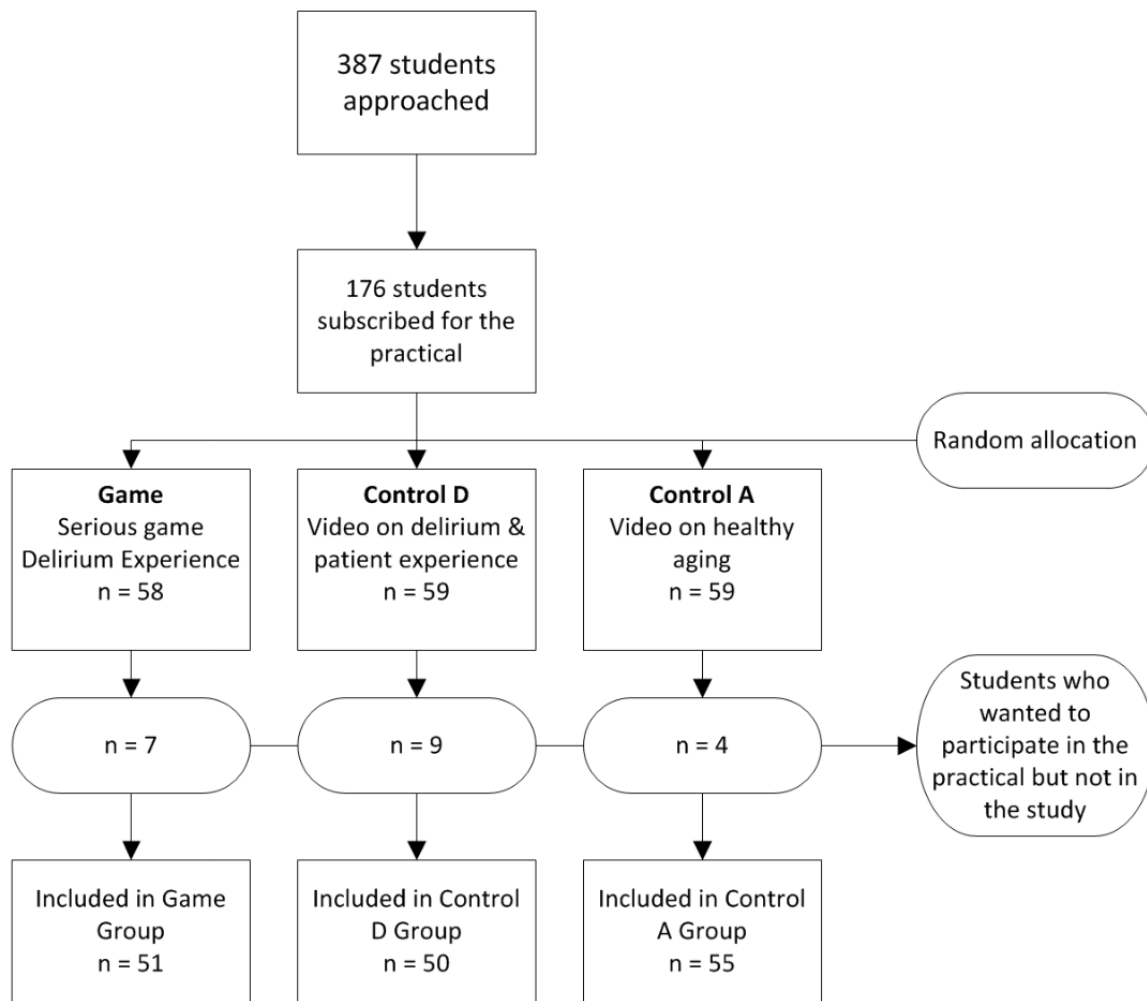 387 students
approached
176 students
subscribed for the
practical
Random allocation
Game
Serious game
Delirium Experience
n = 58
Control D
Video on delirium &
patient experience
n = 59
Control A
Video on healthy
aging
n = 59
n = 7
n = 9
n = 4
Students who
wanted to
participate in the
practical but not in
the study
Included in Game
Group
n = 51
Included in Control
D Group
n = 50
Included in Control
A Group
n = 55